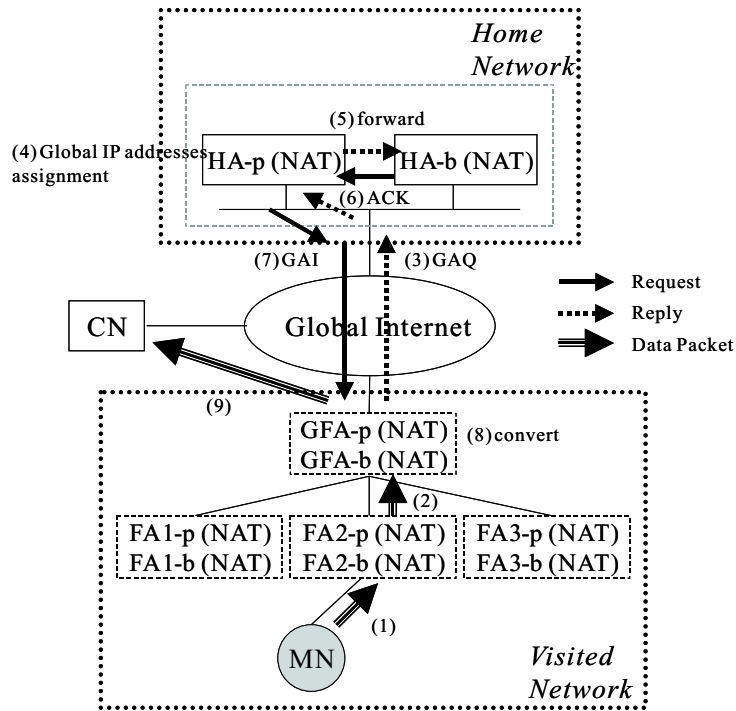 Home
Network
(5) forward
(4) Global IP addresses
assignment
HA-p (NAT)
HA-b (NAT)
(6) ACK
(7) GAI
(3) GAQ
Request
Reply
Data Packet
CN
Global Internet
(9)
GFA-p (NAT)
GFA-b (NAT)
(8) convert
(2)
FA1-p (NAT)
FA1-b (NAT)
FA2-p (NAT)
FA2-b (NAT)
FA3-p (NAT)
FA3-b (NAT)
(1)
MN
Visited
Network